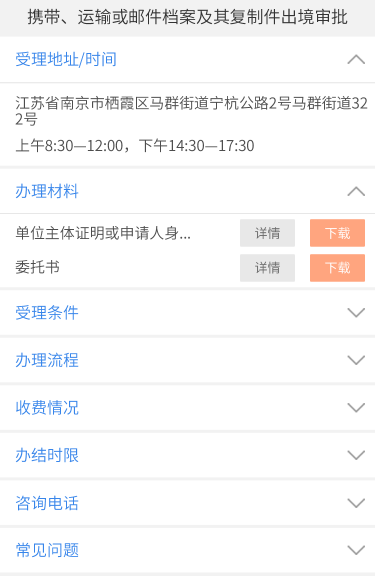 携带、运输或邮件档案及其复制件出境审批
受理地址/时间
江苏省南京市栖霞区马群街道宁杭公路2号马群街道32
2号
上午8:30—12:00，下午14:30—17:30
办理材料
单位主体证明或申请人身... 详情 下载
委托书 详情 下载
受理条件
办理流程
收费情况
办结时限
咨询电话
常见问题